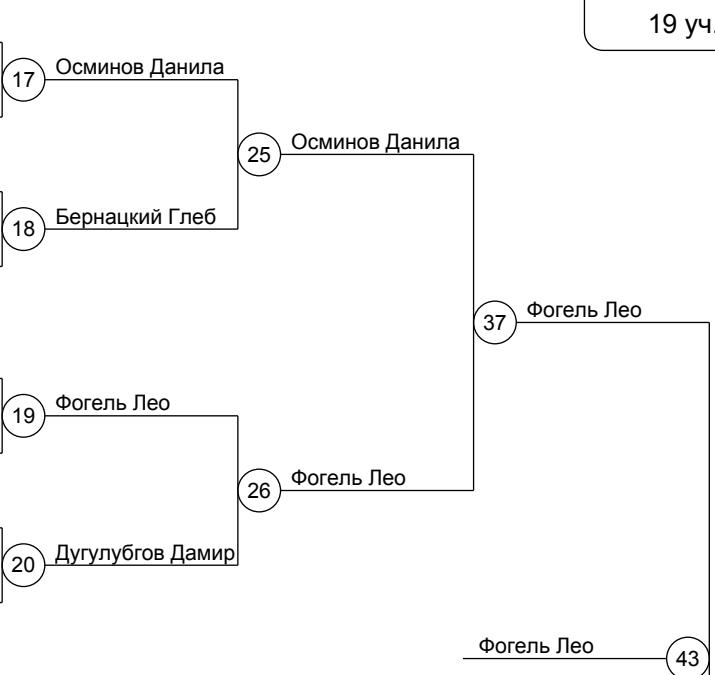 19 уч.
17 Осминов Данила
25 Осминов Данила
18 Бернацкий Глеб
37 Фогель Лео
19 Фогель Лео
26 Фогель Лео
20 Дугулубгов Дамир
Фогель Лео 43